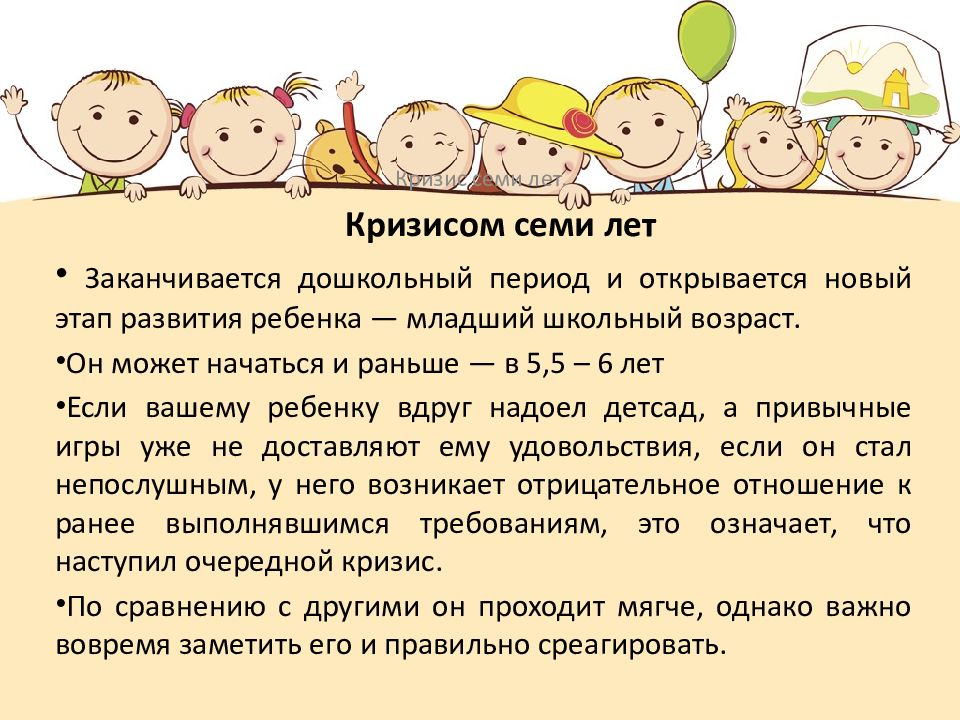 Кризис семи лет
Кризисом семи лет
• Заканчивается дошкольный период и открывается новый
этап развития ребенка — младший школьный возраст.
•Он может начаться и раньше — в 5,5 – 6 лет
•Если вашему ребенку вдруг надоел детсад, а привычные
игры уже не доставляют ему удовольствия, если он стал
непослушным, у него возникает отрицательное отношение к
ранее выполнявшимся требованиям, это означает, что
наступил очередной кризис.
•По сравнению с другими он проходит мягче, однако важно
вовремя заметить его и правильно среагировать.